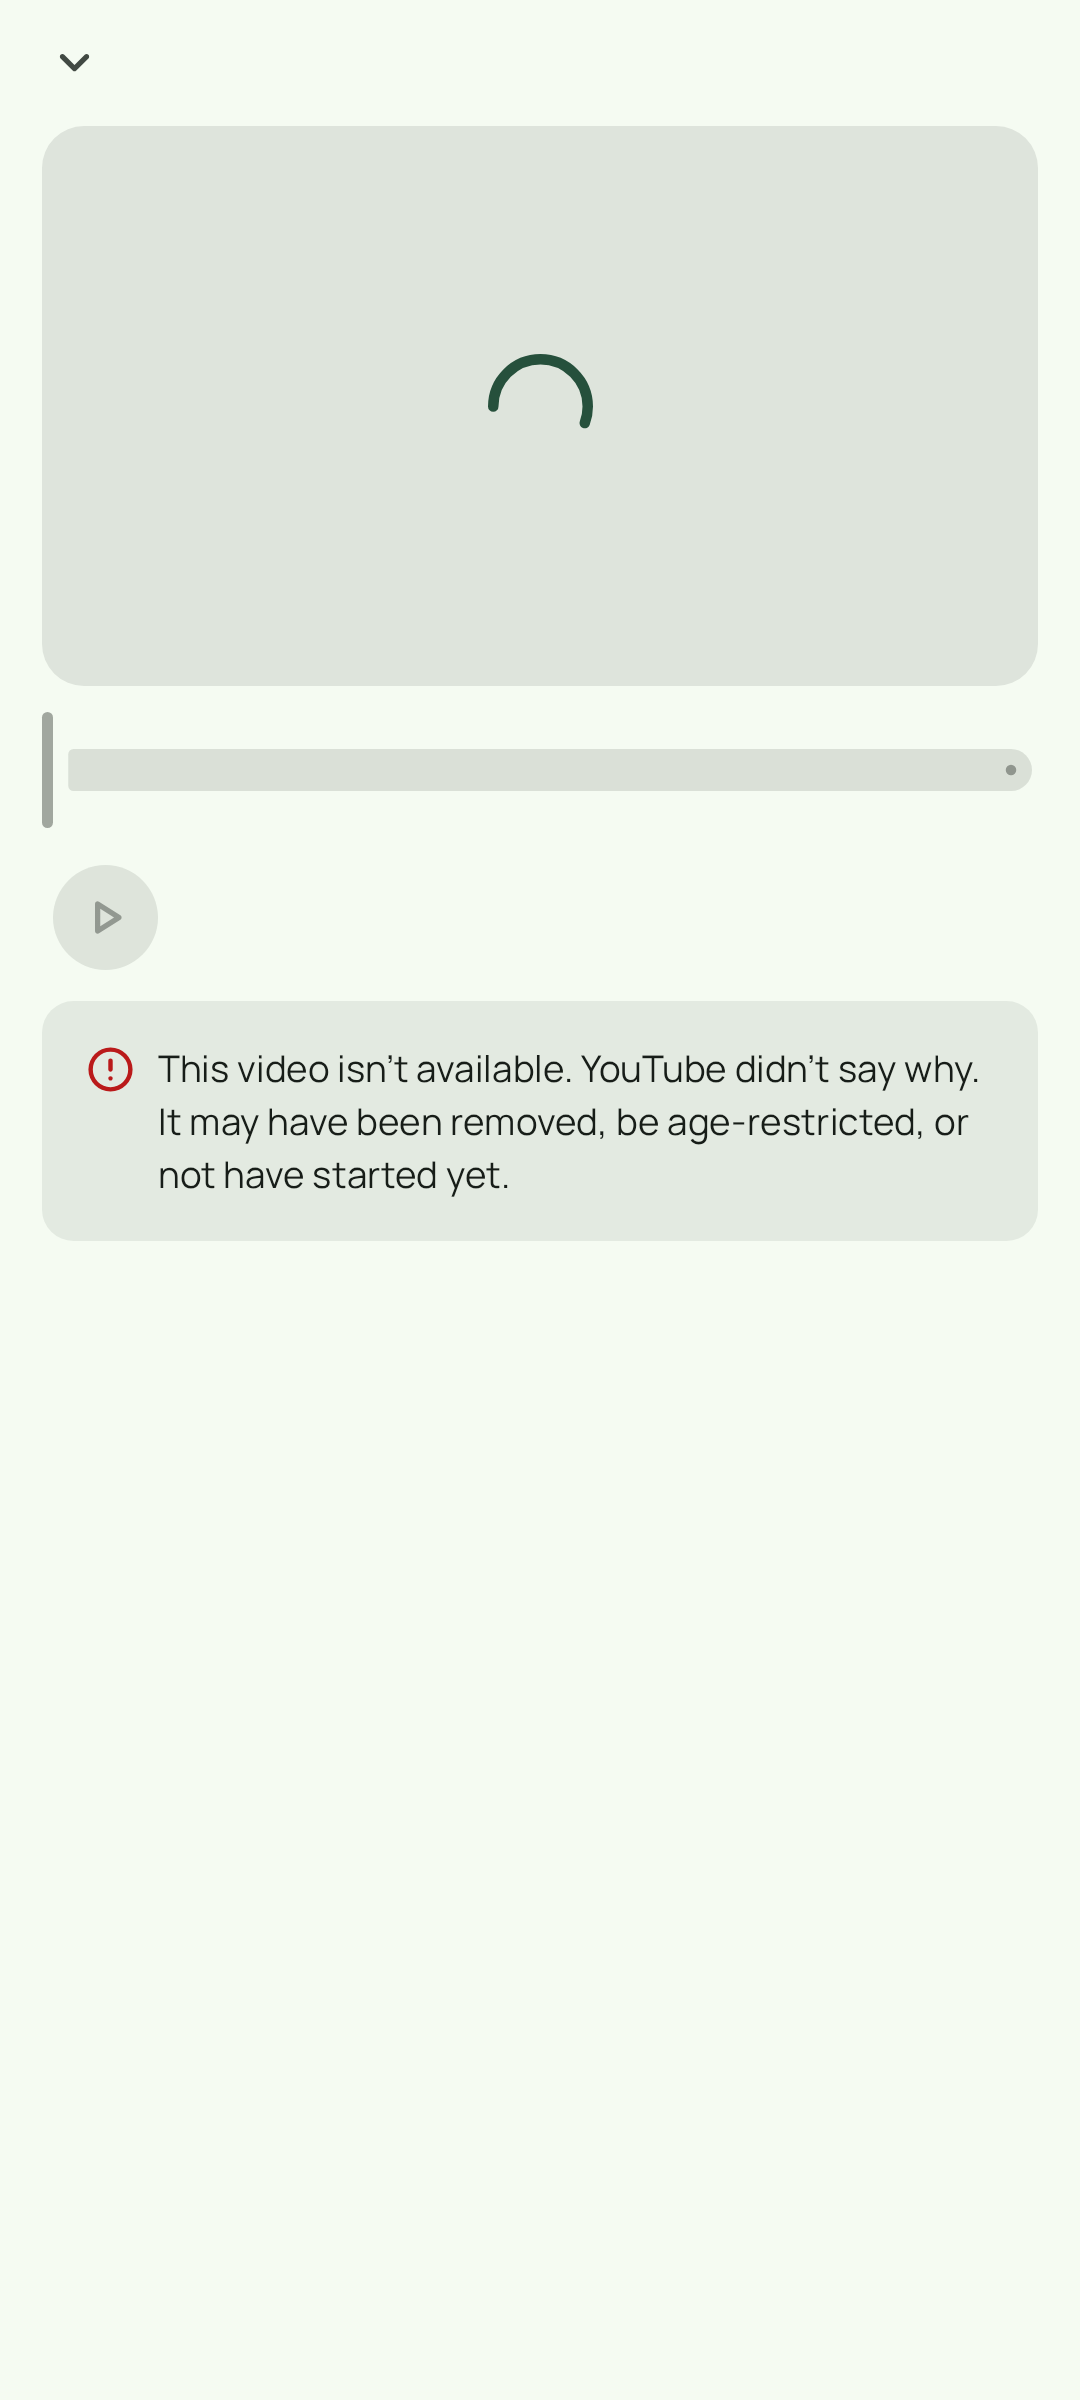 This video isn’t available. YouTube didn’t say why.
It may have been removed, be age-restricted, or
not have started yet.